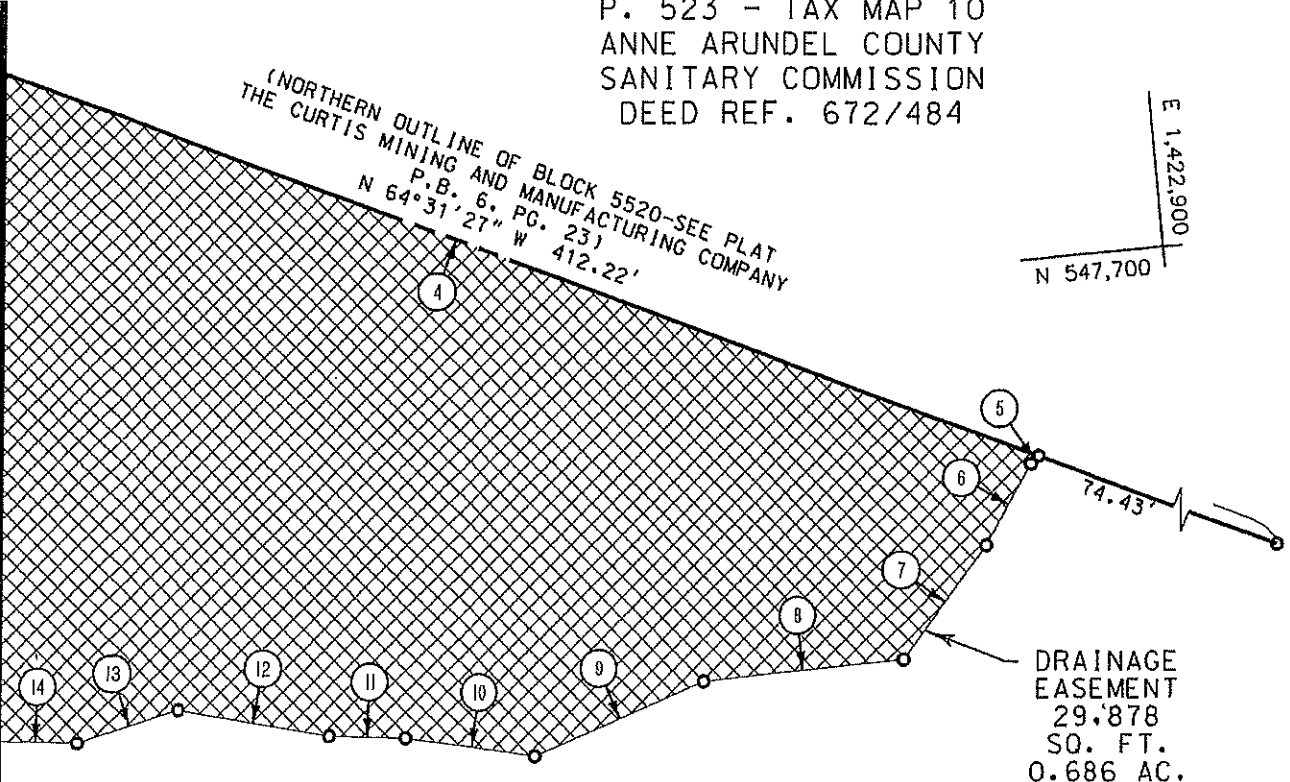 P. 523 - TAX MAP 10
ANNE ARUNDEL COUNTY
SANITARY COMMISSION
DEED REF. 672/484
(NORTHERN OUTLINE OF BLOCK 5520-SEE PLAT
THE CURTIS MINING AND MANUFACTURING COMPANY
P.B. 6, PG. 23)
N 64°31'27" W 412.22'
E 1,422,900
N 547,700
4
5
6
74.43'
7
8
9
10
11
12
13
14
DRAINAGE
EASEMENT
29,878
SQ. FT.
0.686 AC.